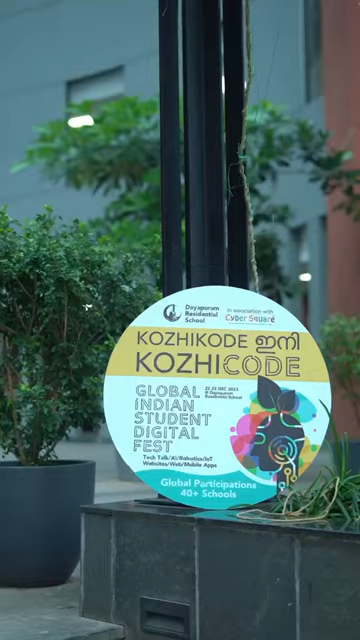 Dayapuram
Residential
School
in association with
Cyber Square
KOZHIKODE ഇനി
KOZHICODE
GLOBAL
INDIAN
STUDENT
DIGITAL
FEST
22,23 DEC 2023
@ Dayapuram
Residential School
Tech Talk/AI/Robotics/IoT
Websites/Web/Mobile Apps
Global Participations
40+ Schools